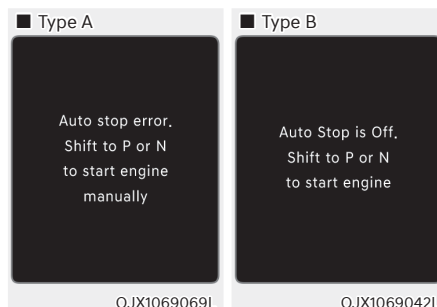 ■ Type A
Auto stop error.
Shift to P or N
to start engine
manually
OJX1069069L
■ Type B
Auto Stop is Off.
Shift to P or N
to start engine
OJX1069042L